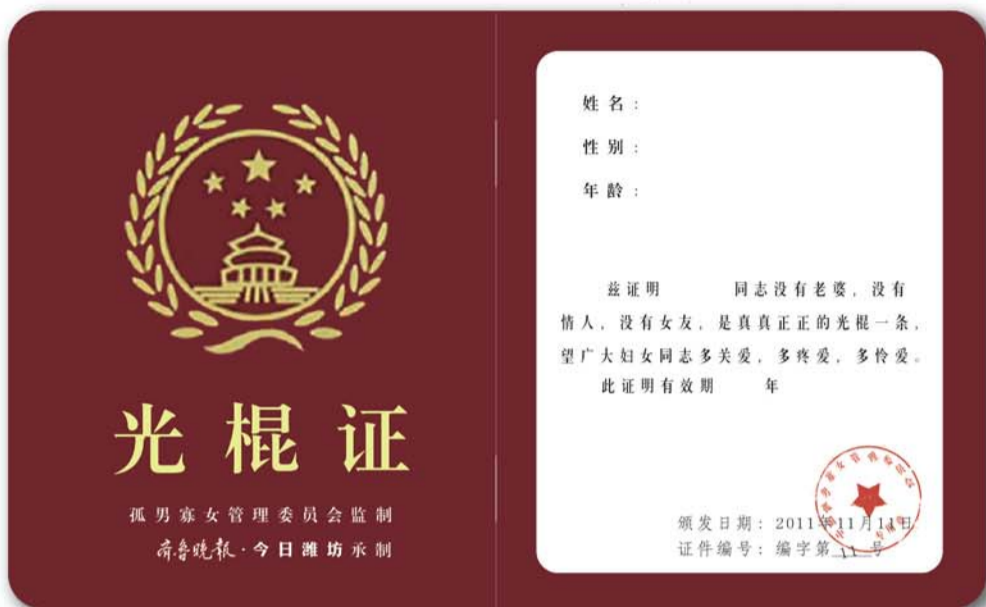 光棍证
孤男寡女管理委员会监制
齐鲁晚报·今日潍坊承制
姓名：
性别：
年龄：
兹证明 同志没有老婆，没有
情人，没有女友，是真真正正的光棍一条，
望广大妇女同志多关爱，多疼爱，多怜爱。
此证明有效期 年
颁发日期：2011年11月11日
证件编号：编字第 11 号